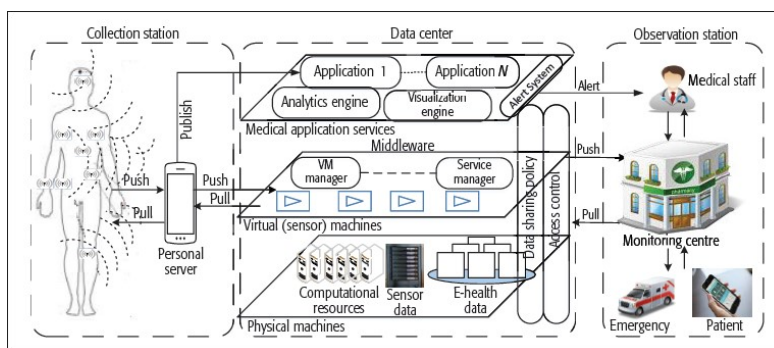 Collection station
Data center
Observation station
Application 1
Application N
Analytics engine
Visualization
engine
Alert System
Medical application services
Alert
Medical staff
Publish
Middleware
VM
manager
Service
manager
Push
Pull
Push
Pull
Virtual (sensor) machines
Push
Pull
Data sharing policy
Access control
pharmacy
Monitoring centre
Personal
server
Computational
resources
Sensor
data
E-health
data
Physical machines
Emergency
Patient